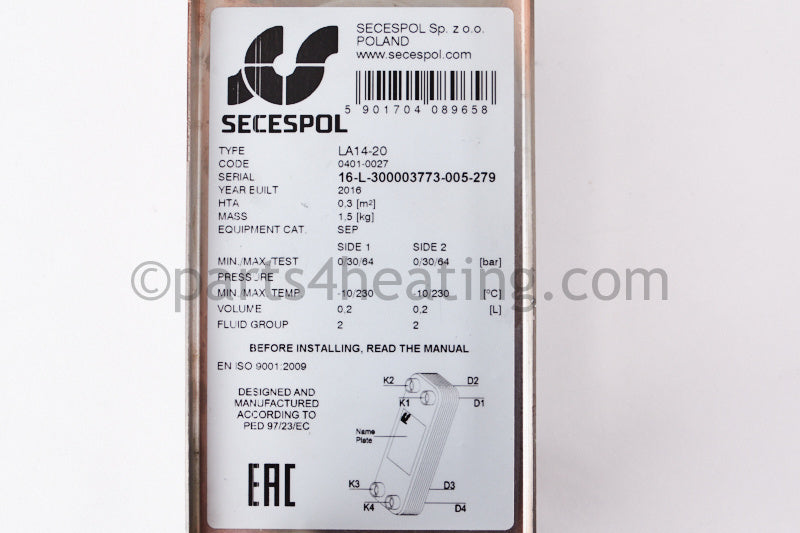 SECESPOL Sp. z o.o.
POLAND
www.secespol.com
5 901704 089658
SECESPOL
TYPE LA14-20
CODE 0401-0027
SERIAL 16-L-300003773-005-279
YEAR BUILT 2016
HTA 0,3 [m²]
MASS 1,5 [kg]
EQUIPMENT CAT. SEP
SIDE 1 SIDE 2
MIN./MAX./TEST 0/30/64 0/30/64 [bar]
PRESSURE
©parts4heating.com
MIN./MAX. TEMP -10/230 -10/230 [°C]
VOLUME 0,2 0,2 [L]
FLUID GROUP 2 2
BEFORE INSTALLING, READ THE MANUAL
EN ISO 9001:2009
DESIGNED AND
MANUFACTURED
ACCORDING TO
PED 97/23/EC
K2 D2
K1 D1
Name
Plate
K3 D3
K4 D4
EAC